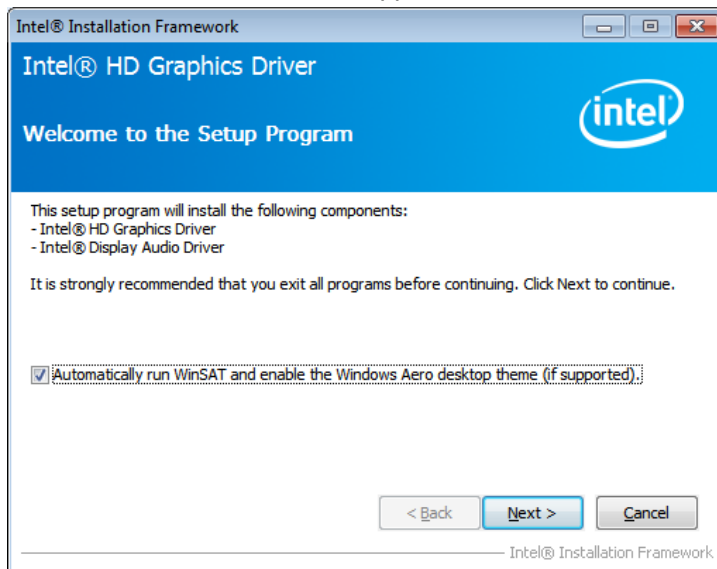 Intel® Installation Framework
Intel® HD Graphics Driver
intel®
Welcome to the Setup Program
This setup program will install the following components:
- Intel® HD Graphics Driver
- Intel® Display Audio Driver
It is strongly recommended that you exit all programs before continuing. Click Next to continue.
Automatically run WinSAT and enable the Windows Aero desktop theme (if supported).
< Back Next > Cancel
Intel® Installation Framework